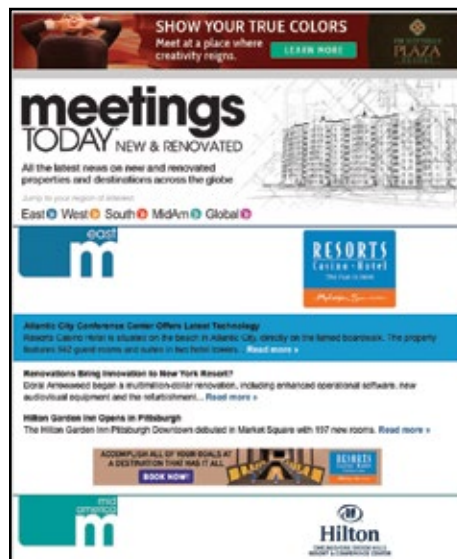 SHOW YOUR TRUE COLORS
Meet at a place where
creativity reigns.
LEARN MORE
PLAZA
meetings
TODAY NEW & RENOVATED
All the latest news on new and renovated
properties and destinations across the globe
Jump to your region of interest:
East West South MidAm Global
east
m
RESORTS
Casino • Hotel
Atlantic City Conference Center Offers Latest Technology
Resorts Casino Hotel is situated on the beach in Atlantic City, directly on the famed boardwalk. The property
features 942 guest rooms and suites in two hotel towers... Read more »
Renovations Bring Innovation to New York Resort?
Doral Arrowwood began a multimillion-dollar renovation, including enhanced operational software, new
audiovisual equipment and the refurbishment... Read more »
Hilton Garden Inn Opens in Pittsburgh
The Hilton Garden Inn Pittsburgh Downtown debuted in Market Square with 197 new rooms. Read more »
ACCOMPLISH ALL OF YOUR GOALS AT
A DESTINATION THAT HAS IT ALL
BOOK NOW!
RESORTS
mid
america
m
Hilton